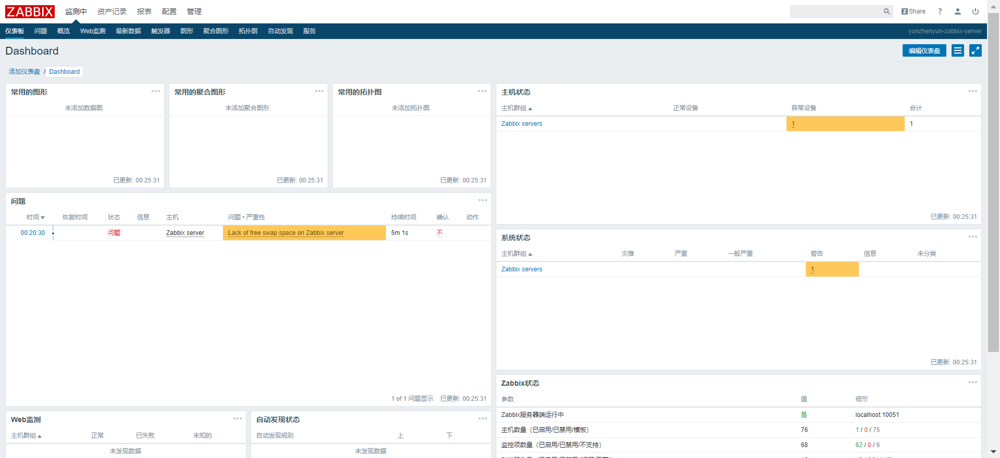 ZABBIX 监测中 资产记录 报表 配置 管理 Z Share ?
仪表板 问题 概览 Web监测 最新数据 触发器 图形 聚合图形 拓扑图 自动发现 服务 yunzhenyun-zabbix-server
Dashboard 编辑仪表盘
添加仪表盘 / Dashboard
常用的图形
未添加数据图.
已更新: 00:25:31
常用的聚合图形
未添加聚合图形.
已更新: 00:25:31
常用的拓扑图
未添加拓扑图.
已更新: 00:25:31
主机状态
主机群组 正常设备 异常设备 合计
Zabbix servers 1 1
已更新: 00:25:31
问题
时间 恢复时间 状态 信息 主机 问题 • 严重性 持续时间 确认 动作
00:20:30 问题 Zabbix server Lack of free swap space on Zabbix server 5m 1s 不
1 of 1 问题显示 已更新: 00:25:31
系统状态
主机群组 灾难 严重 一般严重 警告 信息 未分类
Zabbix servers 1
已更新: 00:25:31
Zabbix状态
参数 值 细节
Zabbix服务器端运行中 是 localhost:10051
主机数量（已启用/已禁用/模板） 76 1 / 0 / 75
监控项数量（已启用/已禁用/不支持） 68 62 / 0 / 6
Web监测
主机群组 正常 已失败 未知的
未发现数据
自动发现状态
自动发现规则 上 下
未发现数据